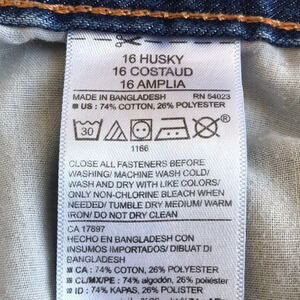 16 HUSKY
16 COSTAUD
16 AMPLIA
MADE IN BANGLADESH RN 54023
■ US : 74% COTTON, 26% POLYESTER
30
1166
CLOSE ALL FASTENERS BEFORE
WASHING/ MACHINE WASH COLD/
WASH AND DRY WITH LIKE COLORS/
ONLY NON-CHLORINE BLEACH WHEN
NEEDED/ TUMBLE DRY MEDIUM/ WARM
IRON/ DO NOT DRY CLEAN
CA 17897
HECHO EN BANGLADESH CON
INSUMOS IMPORTADOS/ DIBUAT DI
BANGLADESH
■ CA : 74% COTTON, 26% POLYESTER
■ CL/MX/PE : 74% algodón, 26% poliéster
■ ID : 74% KAPAS, 26% POLISTER